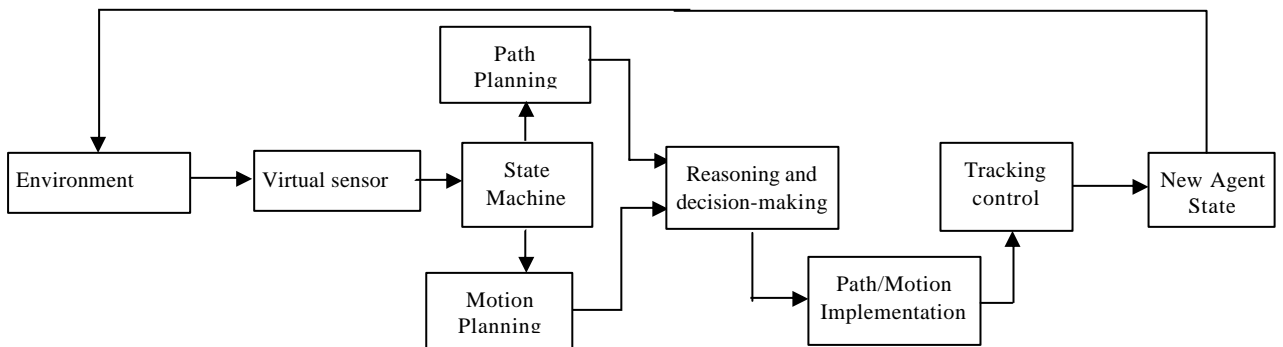 Path
Planning
Environment
Virtual sensor
State
Machine
Reasoning and
decision-making
Tracking
control
New Agent
State
Motion
Planning
Path/Motion
Implementation